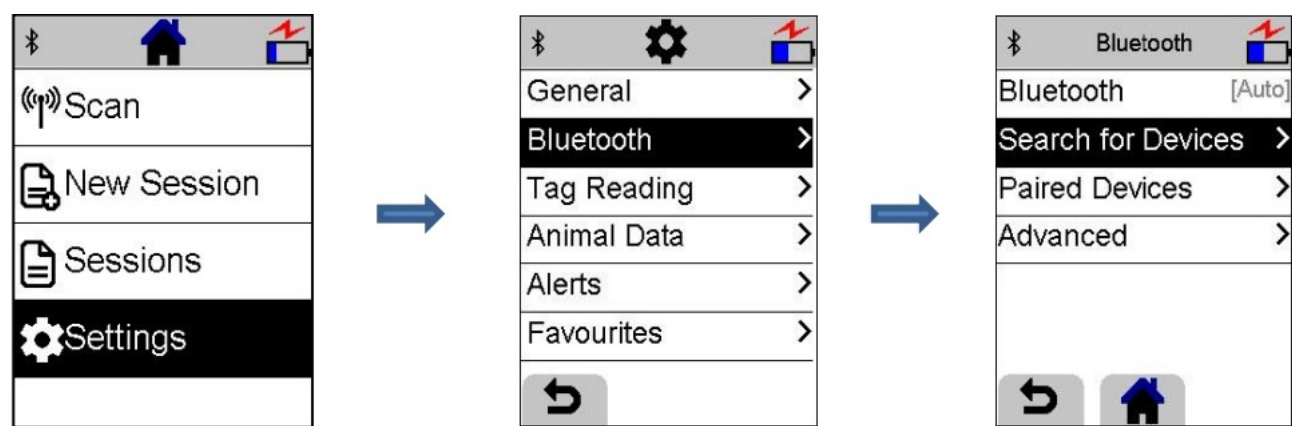 Scan
New Session
Sessions
Settings
General
Bluetooth
Tag Reading
Animal Data
Alerts
Favourites
Bluetooth
Bluetooth [Auto]
Search for Devices
Paired Devices
Advanced